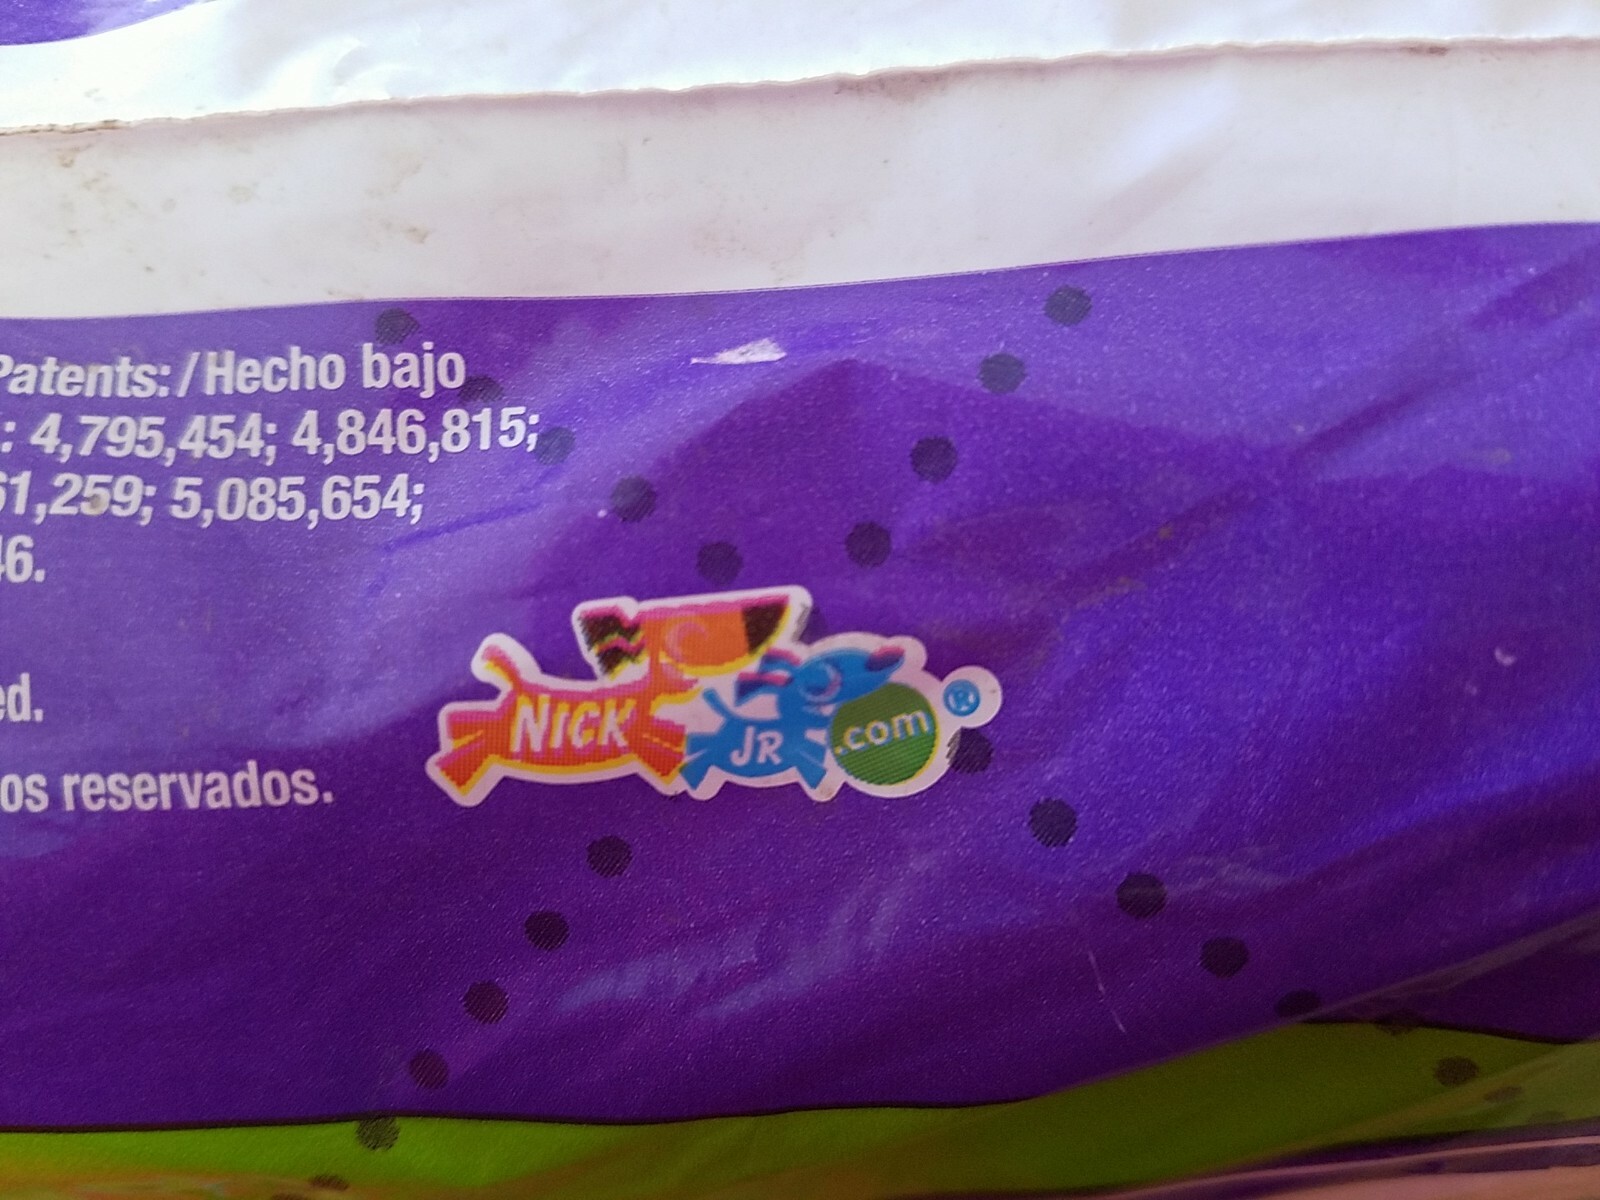 Patents:/Hecho bajo
: 4,795,454; 4,846,815;
61,259; 5,085,654;
46.
ed.
os reservados.
NICK JR .com ®